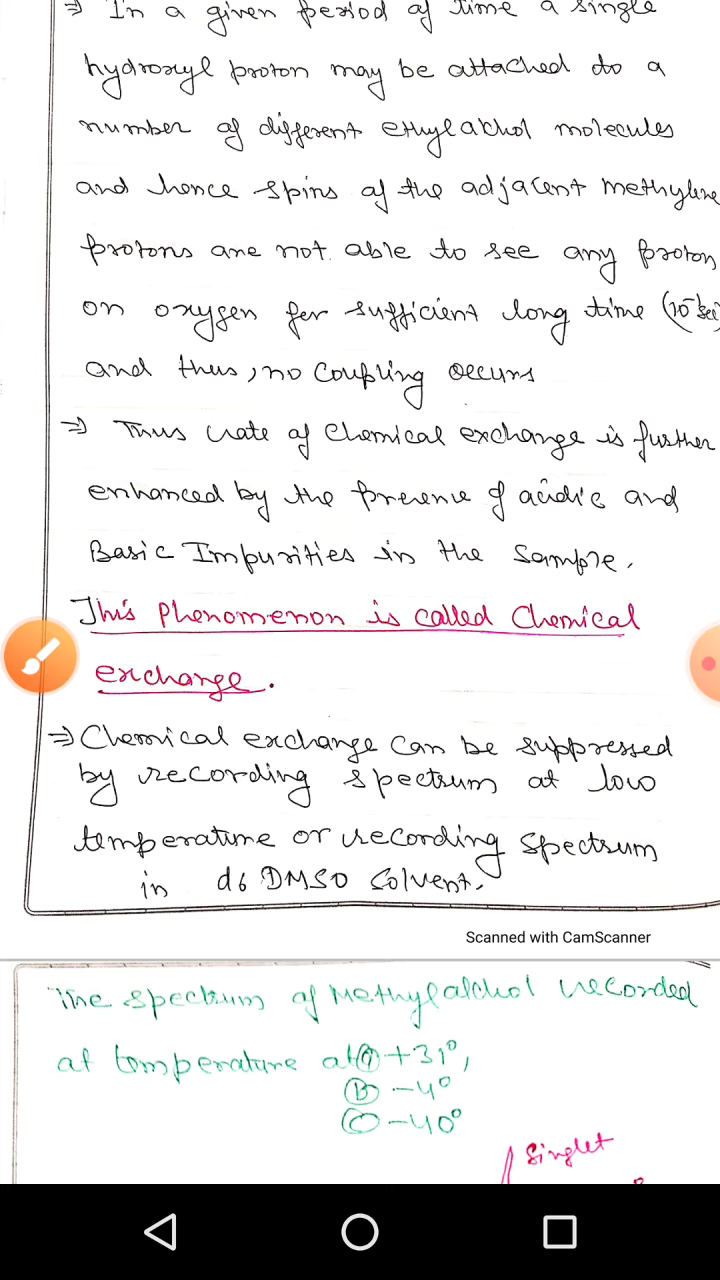 ⇒ In a given period of time a single
hydroxyl proton may be attached to a
number of different ethyl alchol molecules
and hence spins of the adjacent methylene
protons are not able to see any proton
on oxygen for sufficient long time
and thus, no coupling occurs
⇒ Thus rate of chemical exchange is further
enhanced by the presence of acidic and
Basic Impurities in the sample.
This Phenomenon is called Chemical
exchange.
⇒ Chemical exchange can be suppressed
by recording spectrum at low
temperature or recording spectrum
in d6 DMSO solvent.
Scanned with CamScanner
The spectrum of Methyl alchol recorded
at temperature at Ⓐ +31°,
Ⓑ -4°
Ⓒ -40°
Singlet